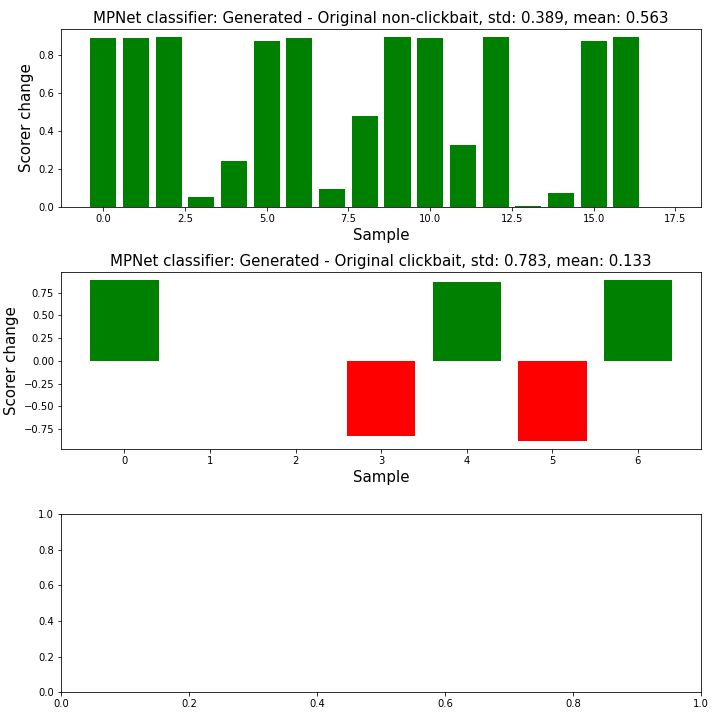 MPNet classifier: Generated - Original non-clickbait, std: 0.389, mean: 0.563
Scorer change
0.8
0.6
0.4
0.2
0.0
0.0 2.5 5.0 7.5 10.0 12.5 15.0 17.5
Sample
MPNet classifier: Generated - Original clickbait, std: 0.783, mean: 0.133
Scorer change
0.75
0.50
0.25
0.00
−0.25
−0.50
−0.75
0 1 2 3 4 5 6
Sample
1.0
0.8
0.6
0.4
0.2
0.0
0.0 0.2 0.4 0.6 0.8 1.0